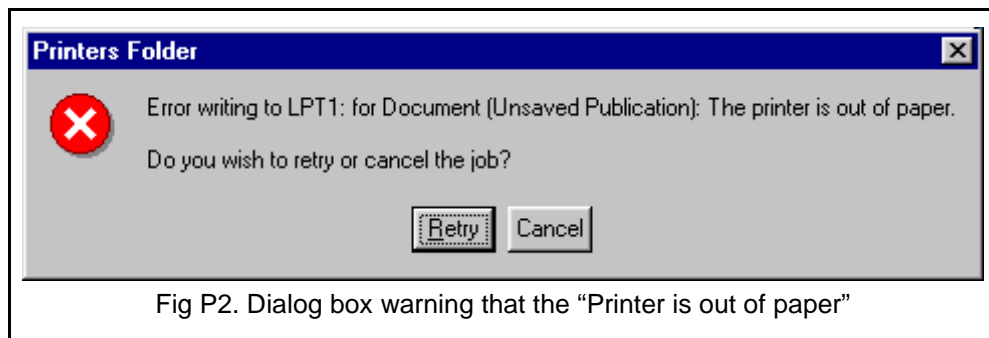 Printers Folder
Error writing to LPT1: for Document (Unsaved Publication): The printer is out of paper.
Do you wish to retry or cancel the job?
Retry Cancel
Fig P2. Dialog box warning that the “Printer is out of paper”